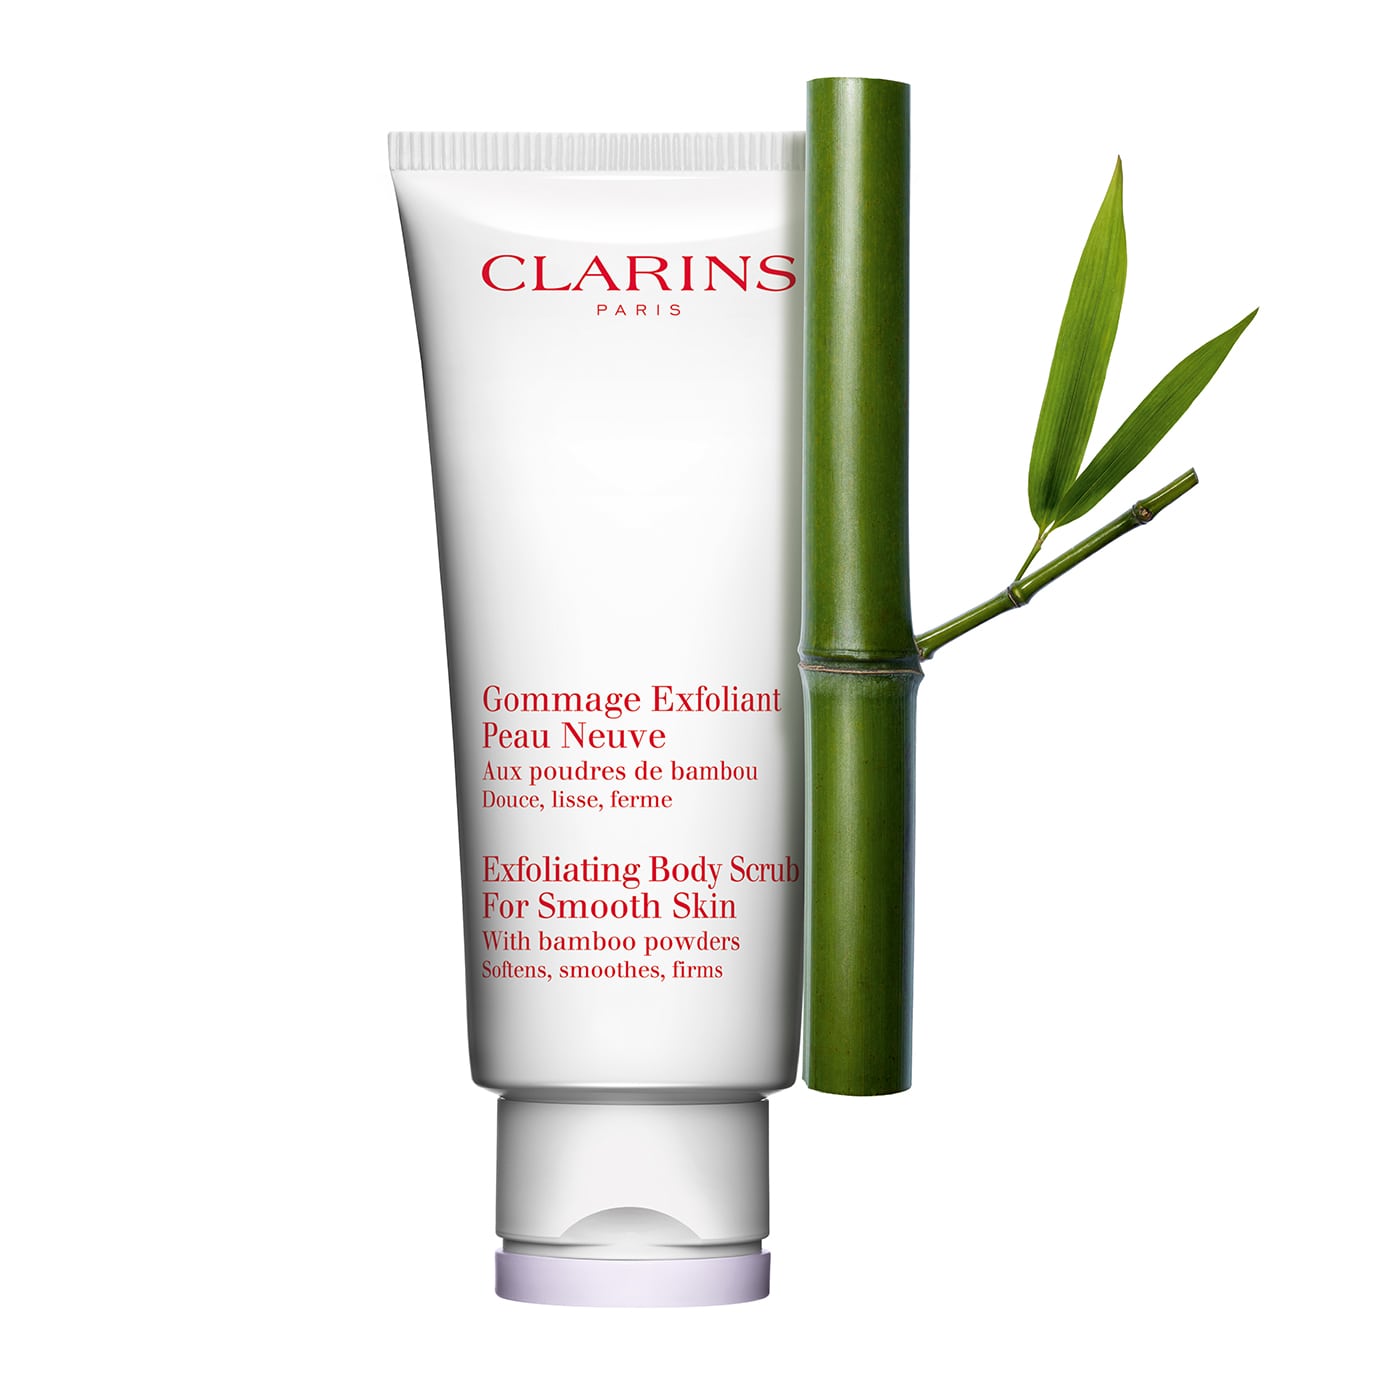 CLARINS
PARIS
Gommage Exfoliant
Peau Neuve
Aux poudres de bambou
Douce, lisse, ferme
Exfoliating Body Scrub
For Smooth Skin
With bamboo powders
Softens, smoothes, firms